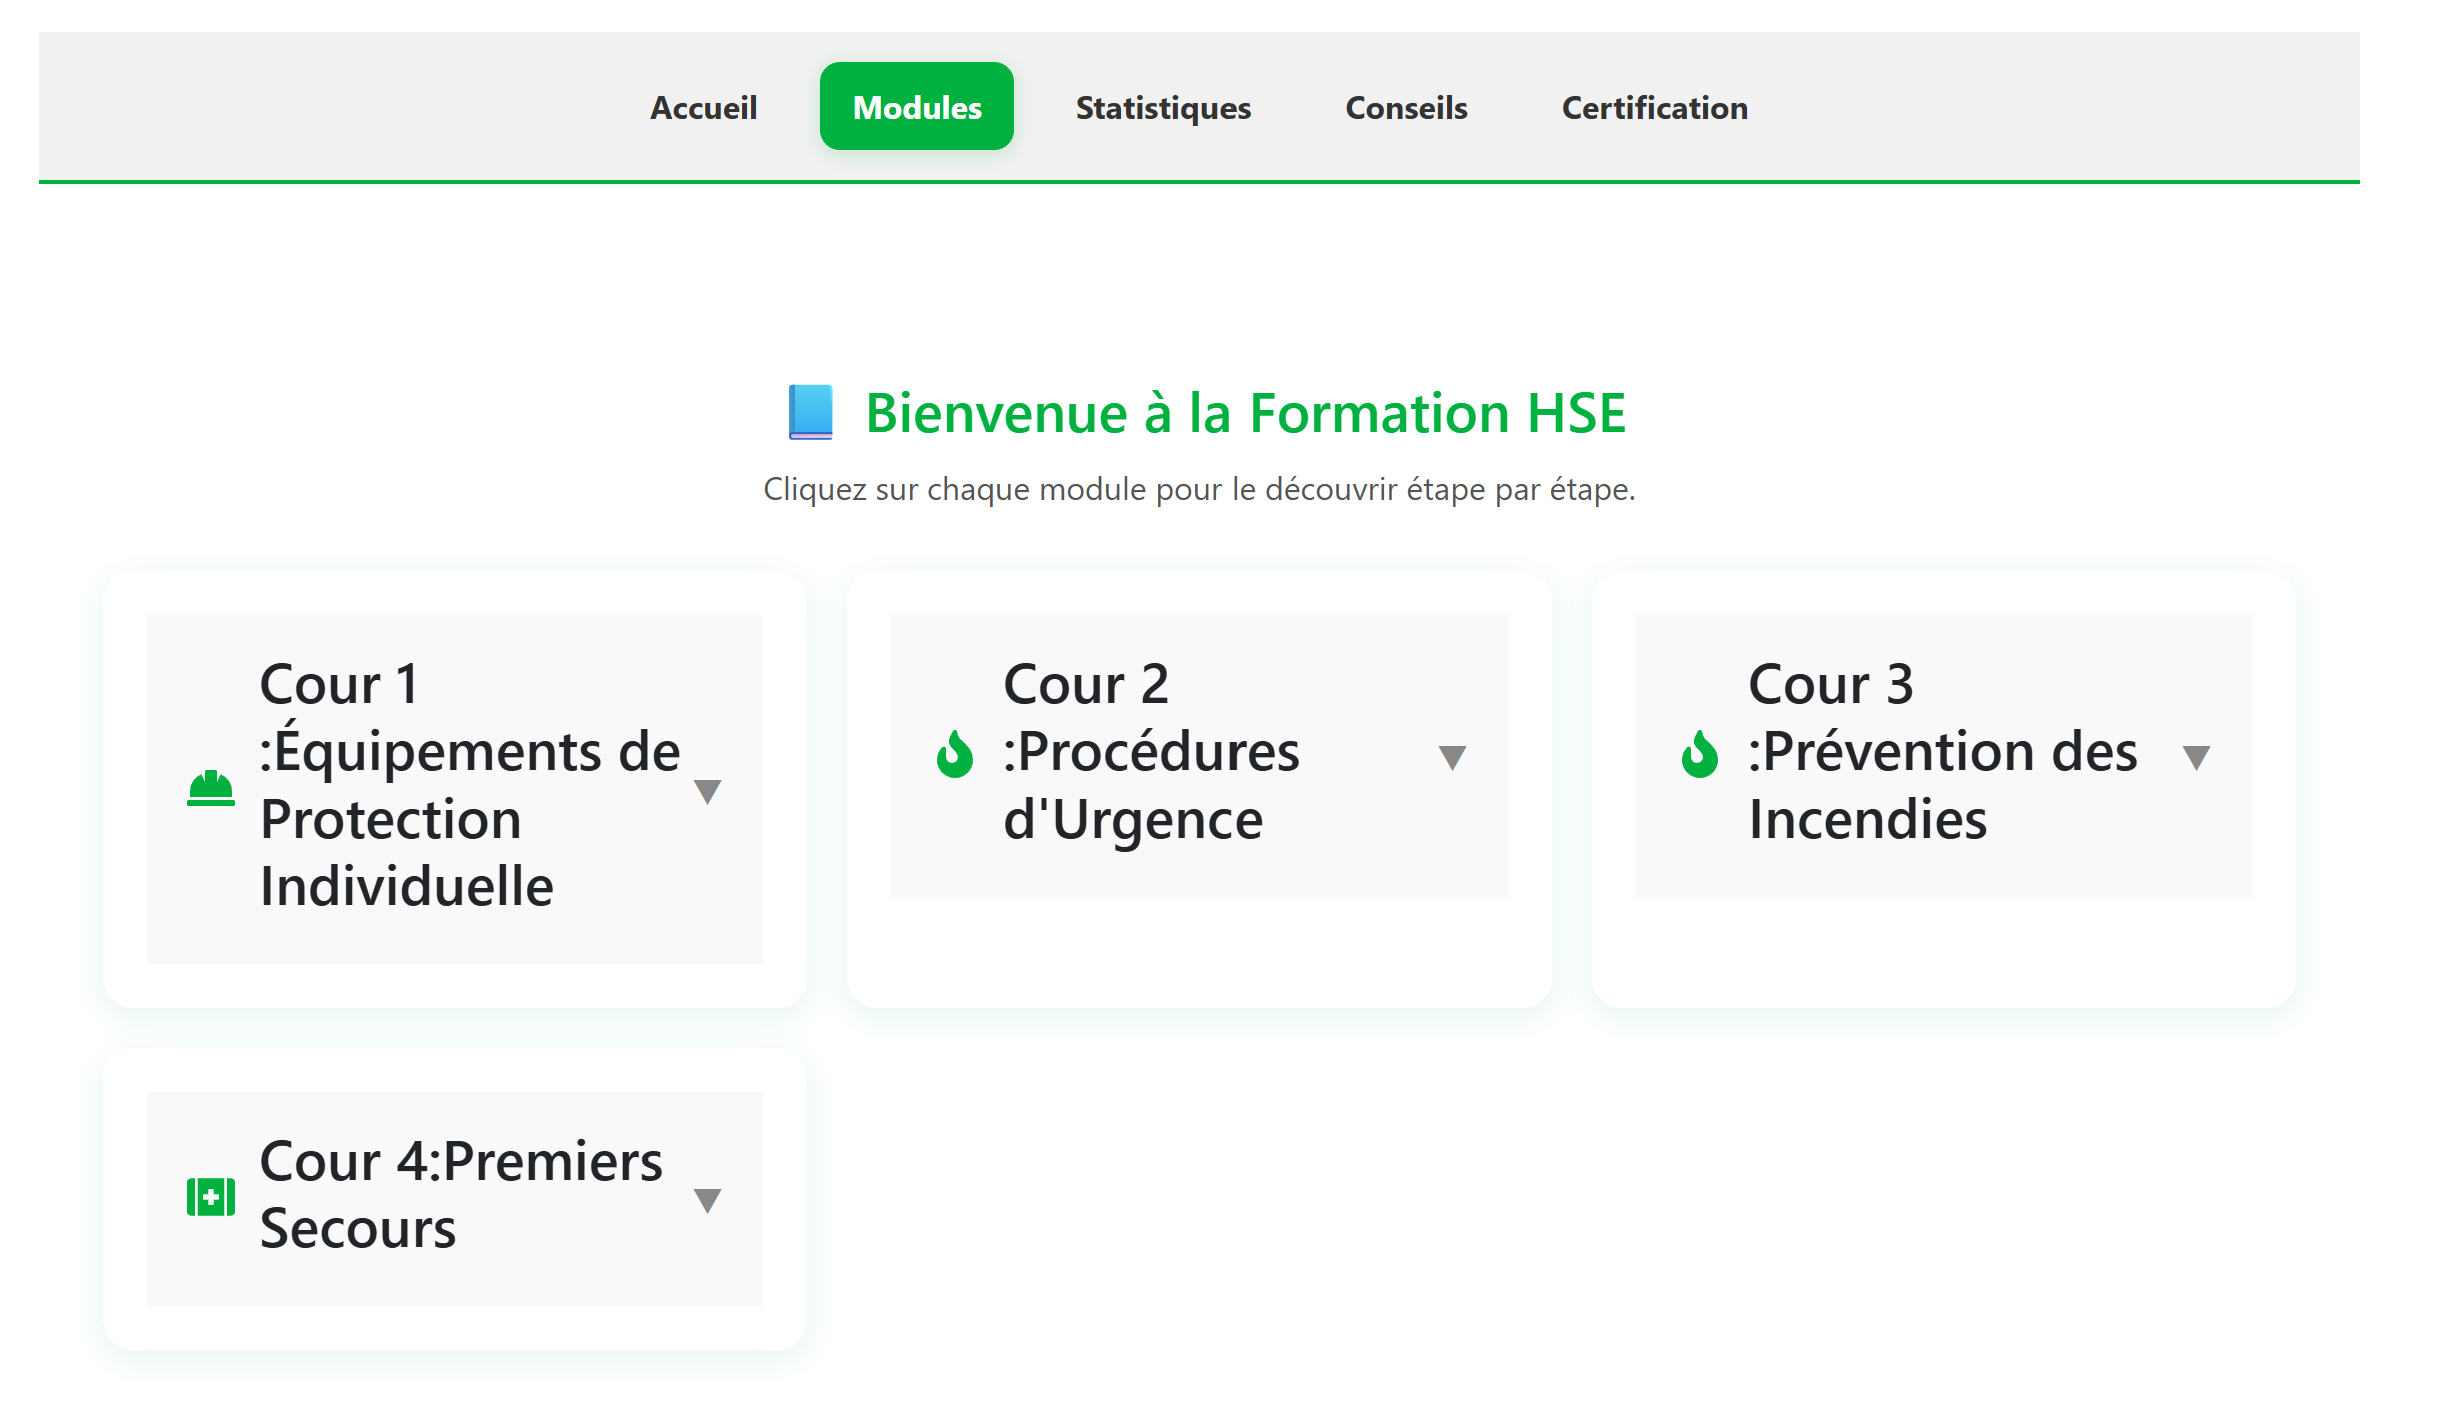 Accueil Modules Statistiques Conseils Certification
Bienvenue à la Formation HSE
Cliquez sur chaque module pour le découvrir étape par étape.
Cour 1
:Équipements de
Protection
Individuelle
Cour 2
:Procédures
d'Urgence
Cour 3
:Prévention des
Incendies
Cour 4:Premiers
Secours